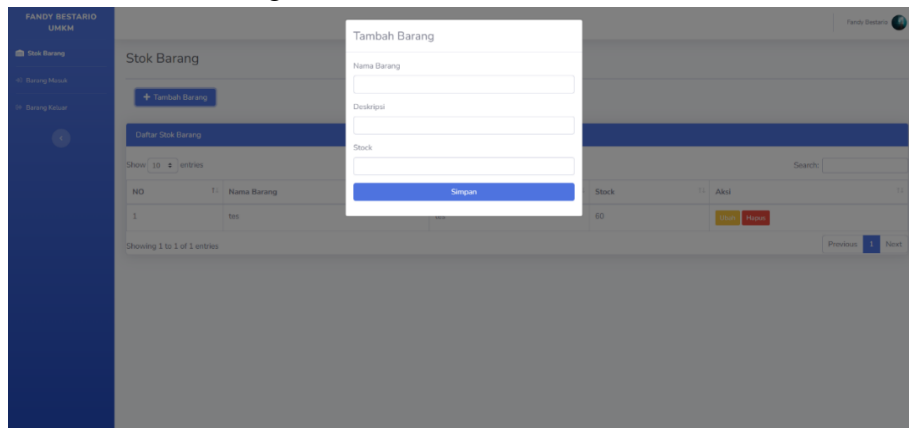 FANDY BESTARIO
UMKM
Fandy Bestario
Stok Barang
Barang Masuk
Barang Keluar
Stok Barang
+ Tambah Barang
Daftar Stok Barang
Show 10 entries
Search:
NO Nama Barang Stock Aksi
1 tes 60 Ubah Hapus
Showing 1 to 1 of 1 entries
Previous 1 Next
Tambah Barang
Nama Barang
Deskripsi
Stock
Simpan